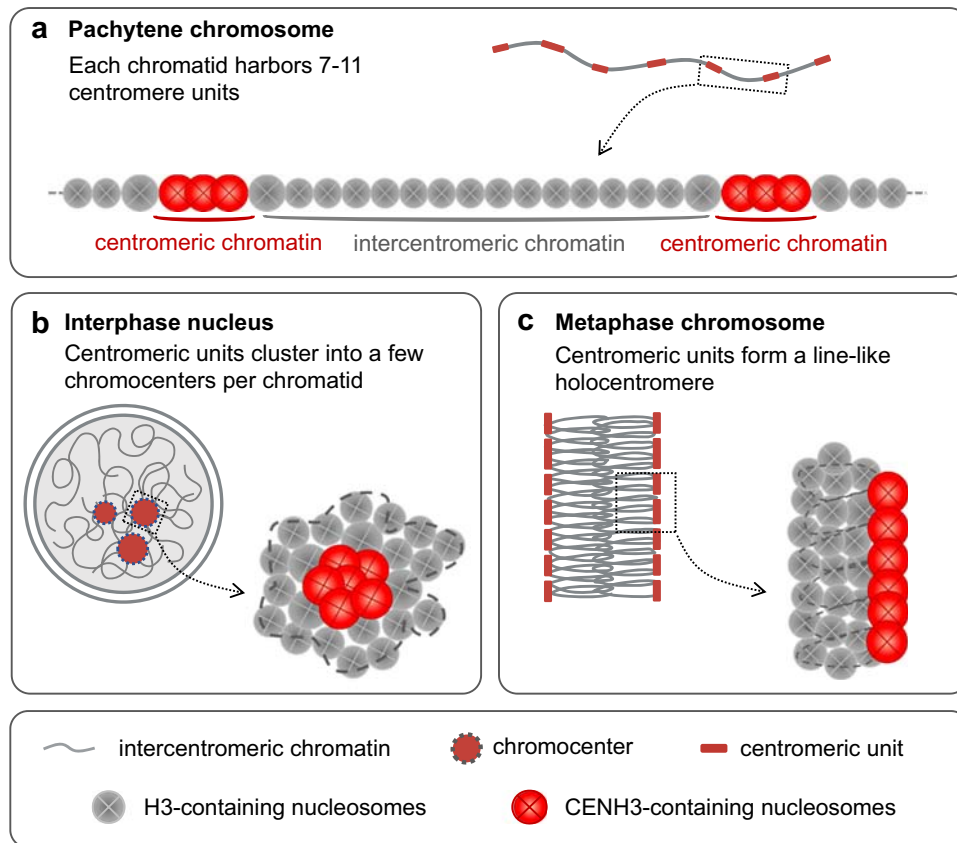 a Pachytene chromosome
Each chromatid harbors 7-11
centromere units
centromeric chromatin
intercentromeric chromatin
centromeric chromatin
b Interphase nucleus
Centromeric units cluster into a few
chromocenters per chromatid
c Metaphase chromosome
Centromeric units form a line-like
holocentromere
intercentromeric chromatin
chromocenter
centromeric unit
H3-containing nucleosomes
CENH3-containing nucleosomes